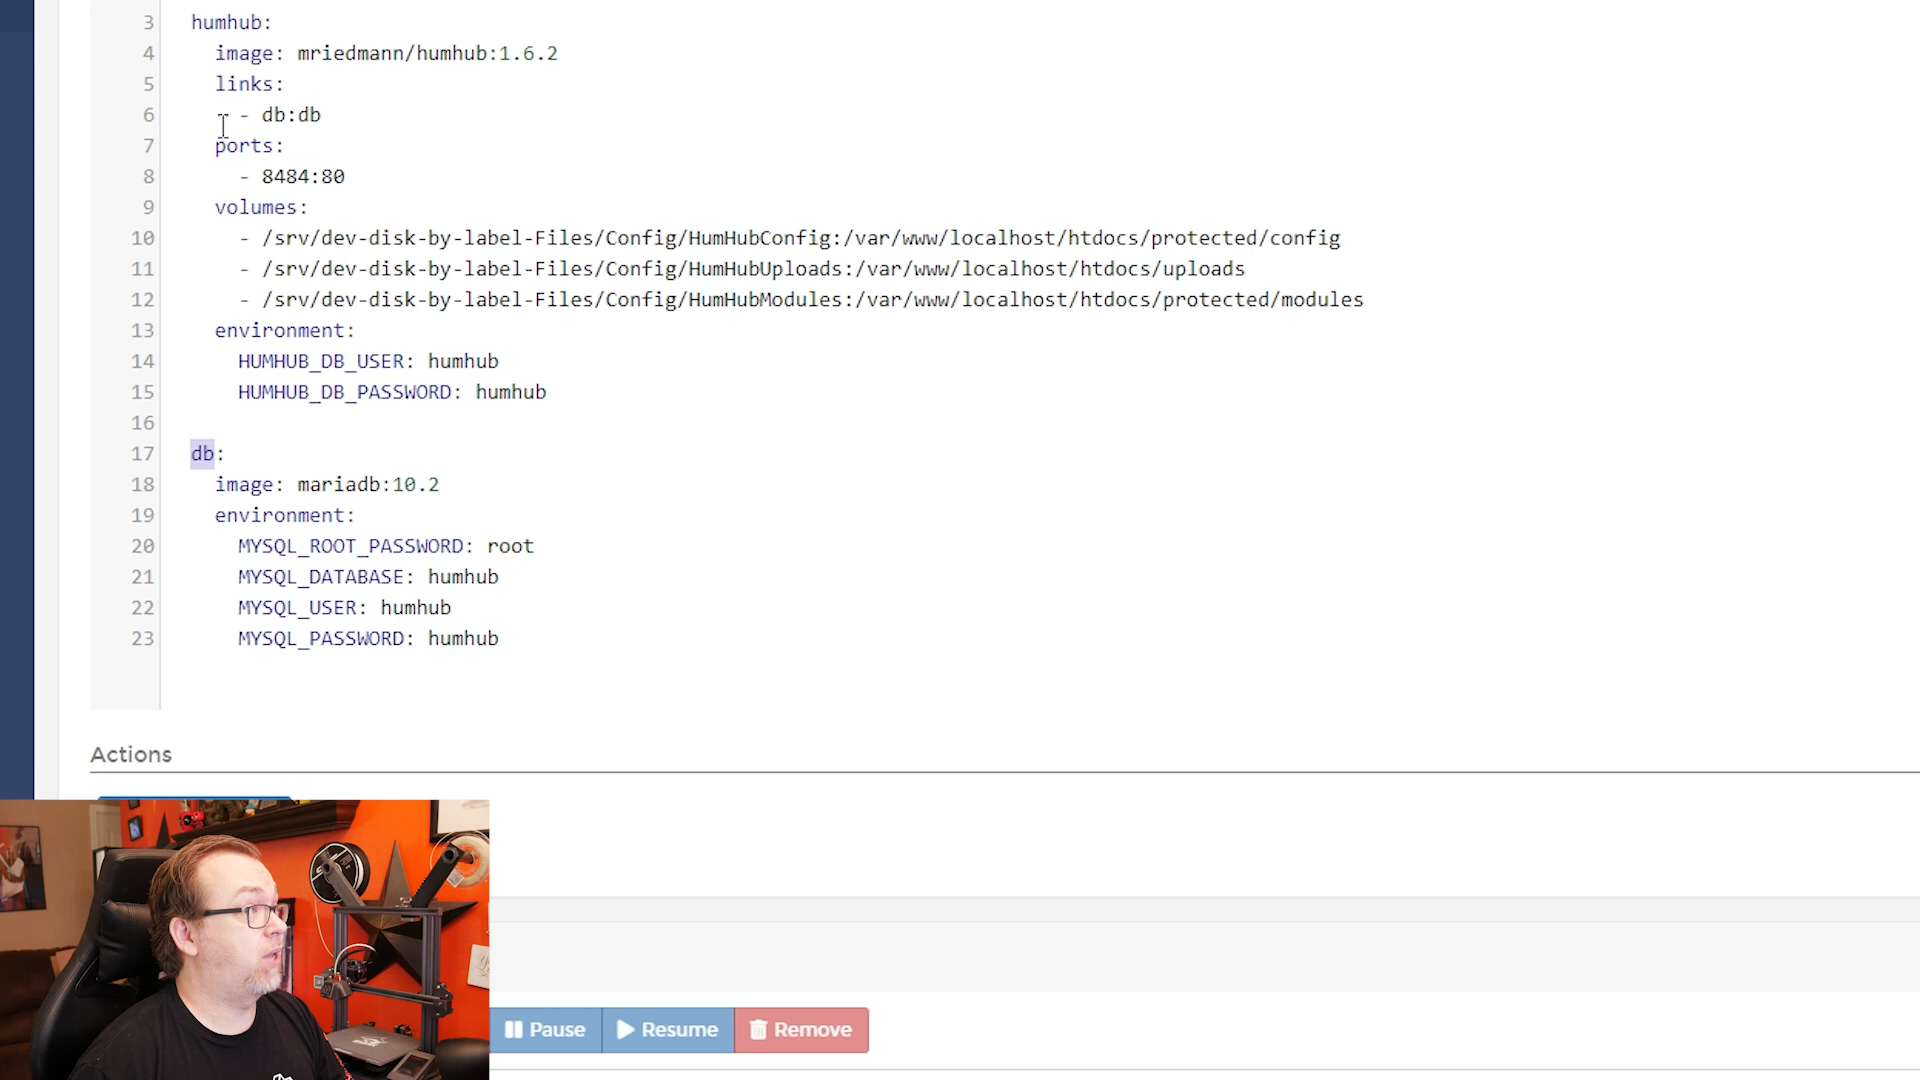 3 humhub:
4 image: mriedmann/humhub:1.6.2
5 links:
6 - db:db
7 ports:
8 - 8484:80
9 volumes:
10 - /srv/dev-disk-by-label-Files/Config/HumHubConfig:/var/www/localhost/htdocs/protected/config
11 - /srv/dev-disk-by-label-Files/Config/HumHubUploads:/var/www/localhost/htdocs/uploads
12 - /srv/dev-disk-by-label-Files/Config/HumHubModules:/var/www/localhost/htdocs/protected/modules
13 environment:
14 HUMHUB_DB_USER: humhub
15 HUMHUB_DB_PASSWORD: humhub
16
17 db:
18 image: mariadb:10.2
19 environment:
20 MYSQL_ROOT_PASSWORD: root
21 MYSQL_DATABASE: humhub
22 MYSQL_USER: humhub
23 MYSQL_PASSWORD: humhub
Actions
Pause Resume Remove